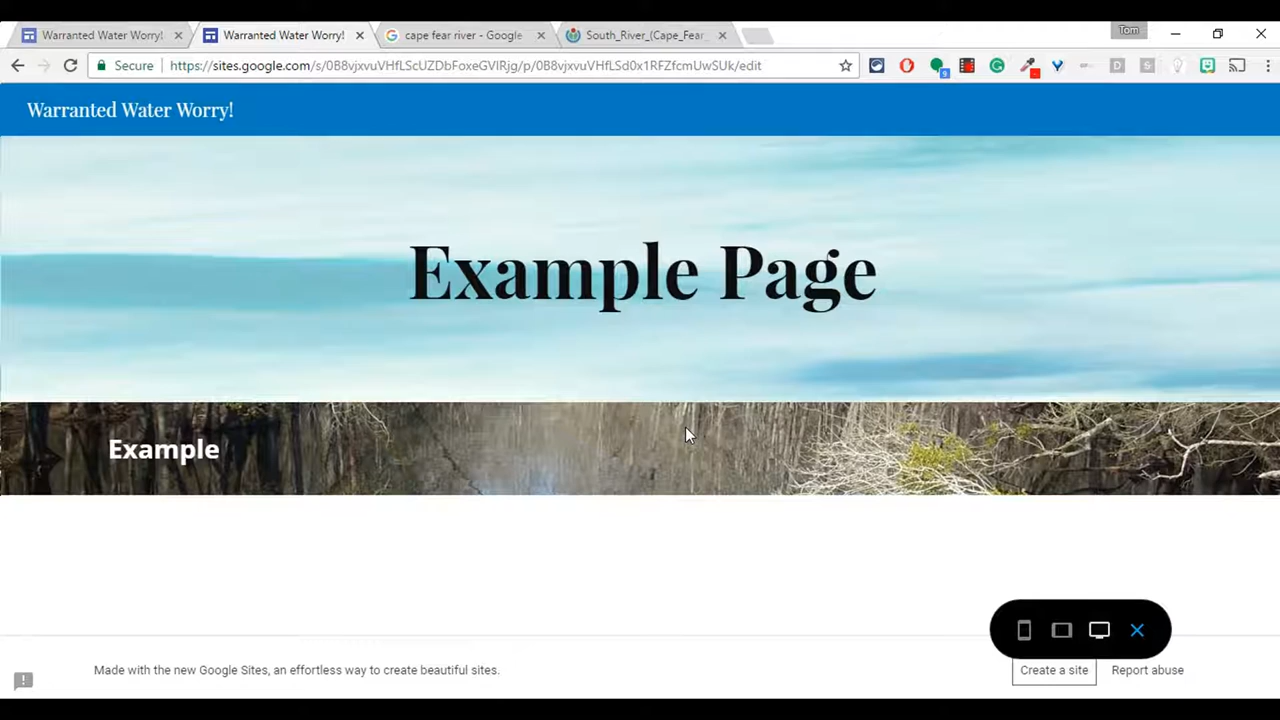 Warranted Water Worry!
Warranted Water Worry!
cape fear river - Google
South_River_(Cape_Fear_
Tom
Secure
https://sites.google.com/s/0B8vjxvuVHfLScUZDbFoxeGVIRjg/p/0B8vjxvuVHfLSd0x1RFZfcmUwSUk/edit
9
D
S
Warranted Water Worry!
Example Page
Example
Made with the new Google Sites, an effortless way to create beautiful sites.
Create a site
Report abuse